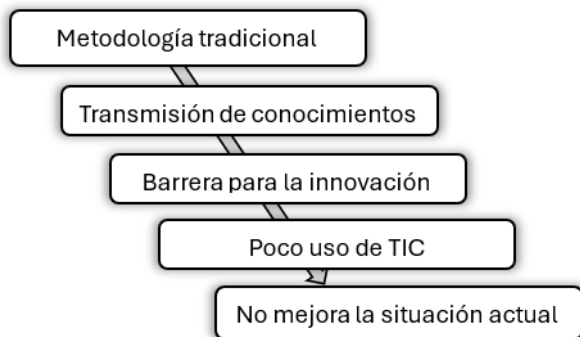 Metodología tradicional
Transmisión de conocimientos
Barrera para la innovación
Poco uso de TIC
No mejora la situación actual